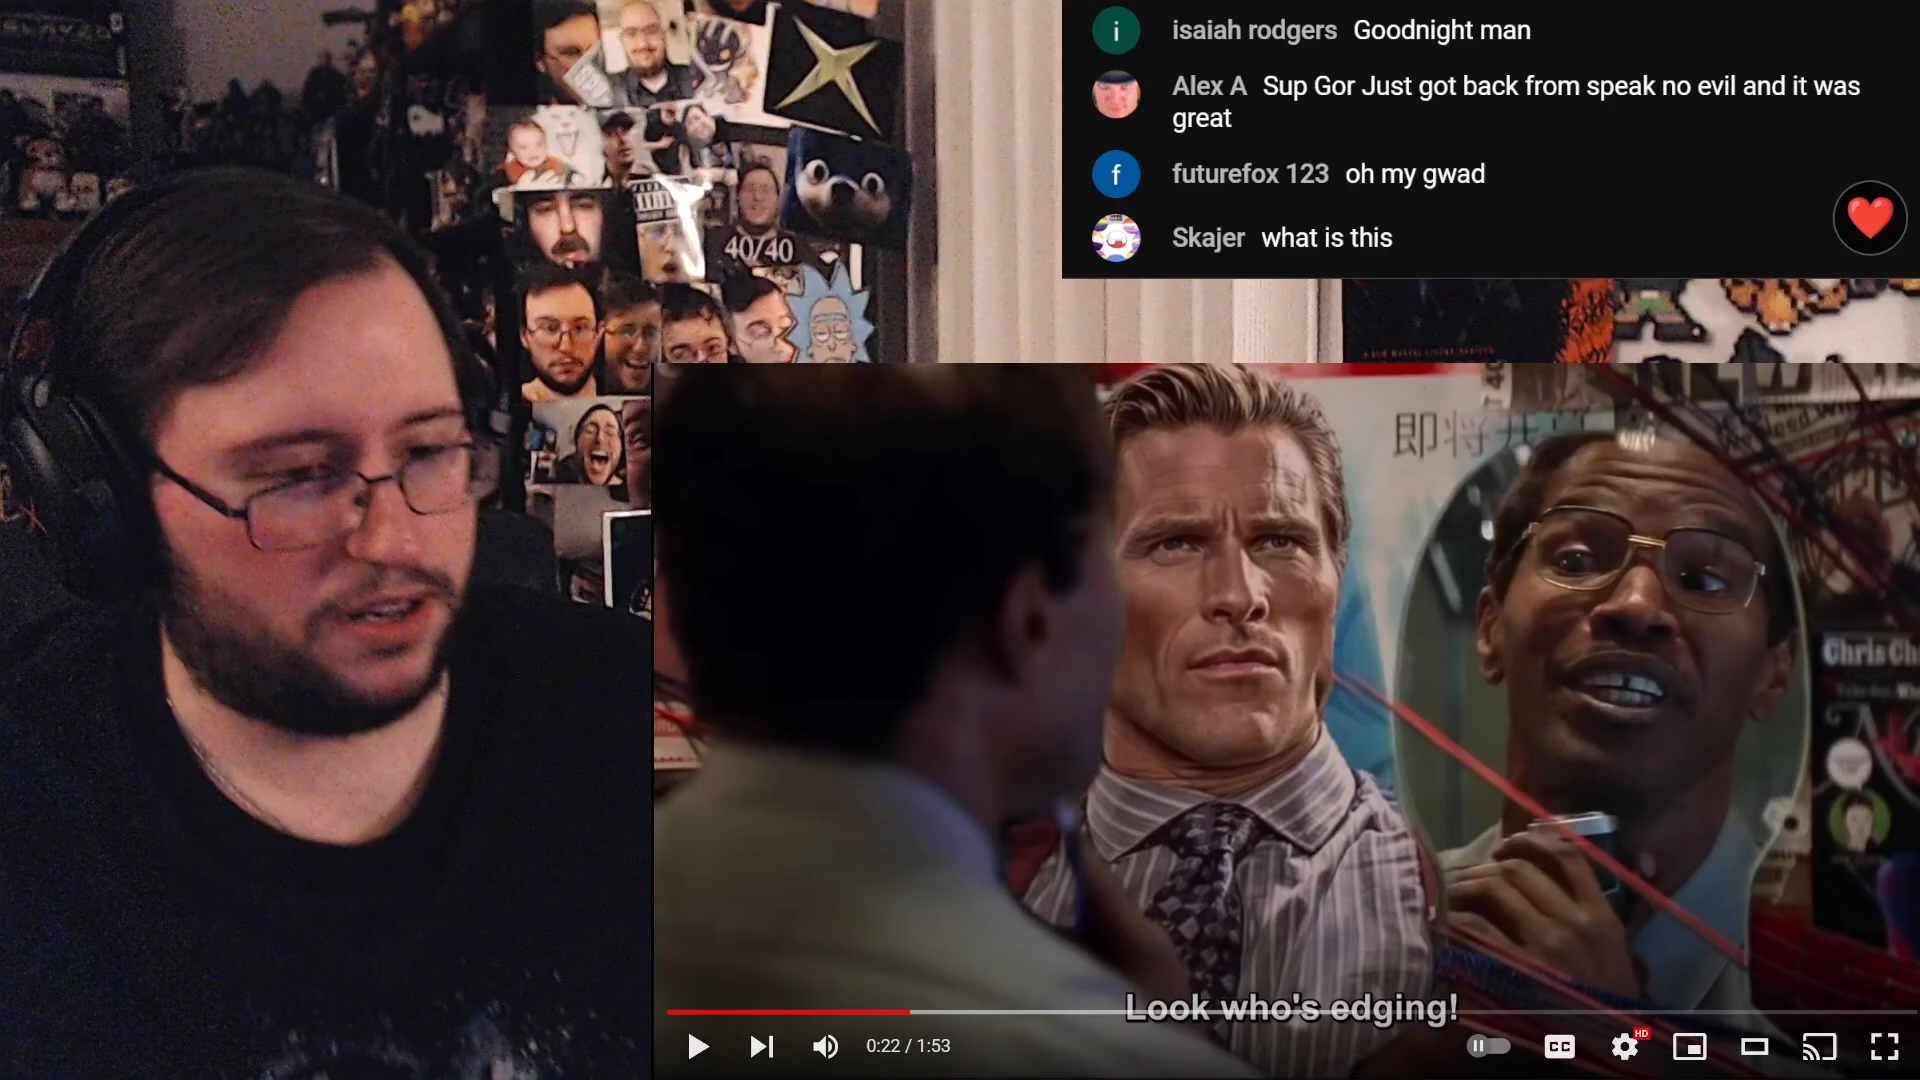 isaiah rodgers Goodnight man
Alex A Sup Gor Just got back from speak no evil and it was
great
futurefox 123 oh my gwad
Skajer what is this
40/40
即将开
Chris Ch
Look who's edging!
0:22 / 1:53
CC
HD